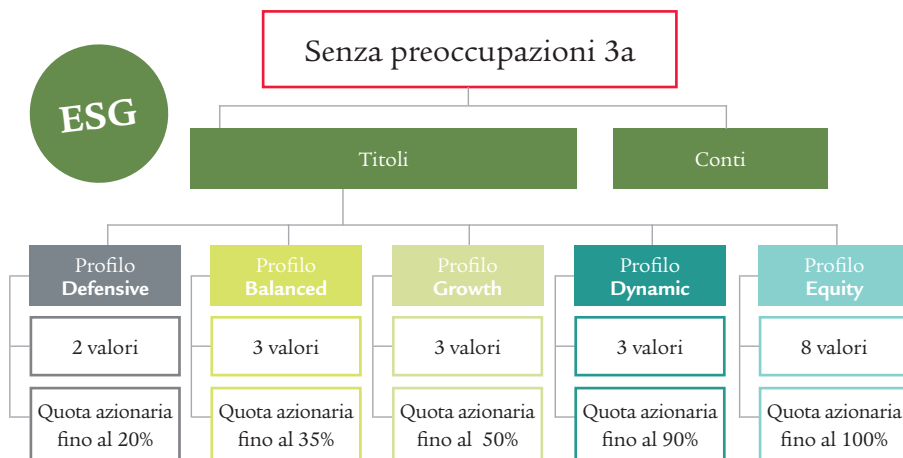 Senza preoccupazioni 3a
ESG
Titoli
Conti
Profilo
Defensive
Profilo
Balanced
Profilo
Growth
Profilo
Dynamic
Profilo
Equity
2 valori
3 valori
3 valori
3 valori
8 valori
Quota azionaria
fino al 20%
Quota azionaria
fino al 35%
Quota azionaria
fino al 50%
Quota azionaria
fino al 90%
Quota azionaria
fino al 100%